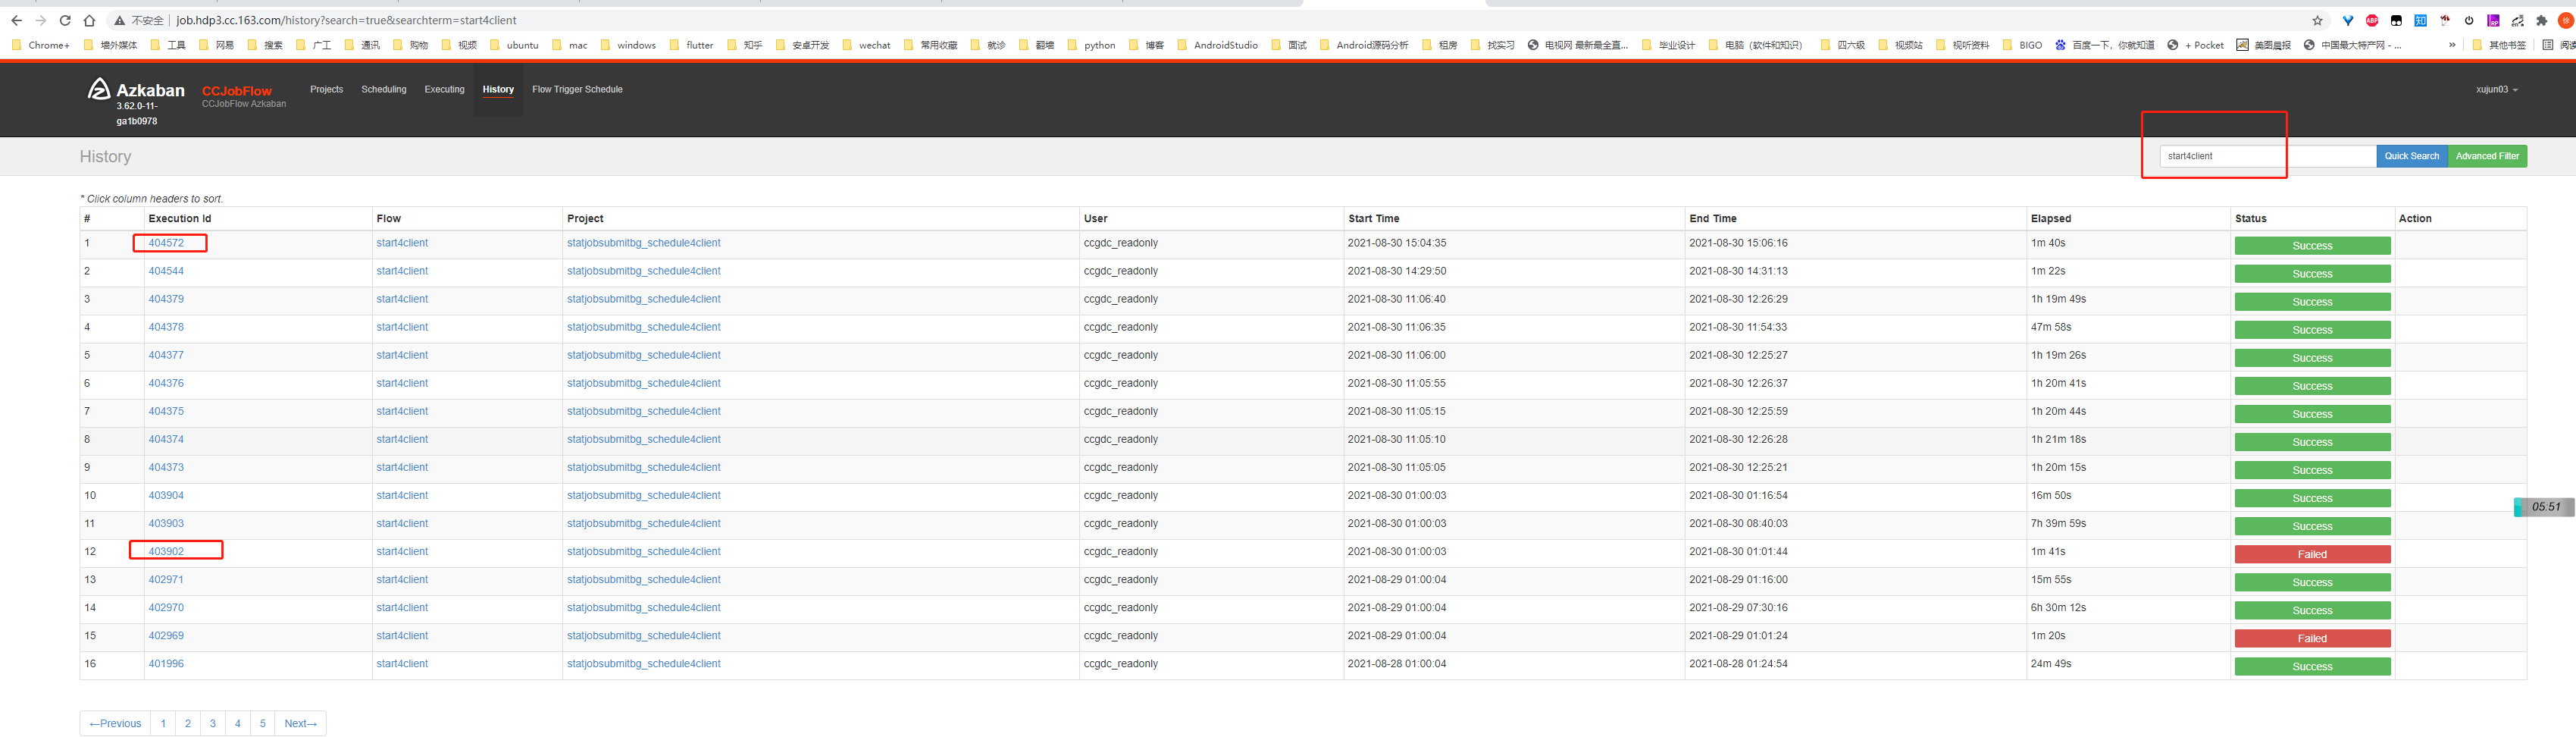 不安全 | job.hdp3.cc.163.com/history?search=true&searchterm=start4client
Chrome+ 墙外媒体 工具 网易 搜索 广工 通讯 购物 视频 ubuntu mac windows flutter 知乎 安卓开发 wechat 常用收藏 就诊 翻墙 python 博客 AndroidStudio 面试 Android源码分析 租房 找实习 电视网 最新最全直... 毕业设计 电脑（软件和知识） 四六级 视频站 视听资料 BIGO 百度一下，你就知道 + Pocket 美图晨报 中国最大特产网 - ... » 其他书签
Azkaban CCJobFlow Projects Scheduling Executing History Flow Trigger Schedule xujun03
3.62.0-11- CCJobFlow Azkaban
ga1b0978
History start4client Quick Search Advanced Filter
* Click column headers to sort.
# Execution Id Flow Project User Start Time End Time Elapsed Status Action
1 404572 start4client statjobsubmitbg_schedule4client ccgdc_readonly 2021-08-30 15:04:35 2021-08-30 15:06:16 1m 40s Success
2 404544 start4client statjobsubmitbg_schedule4client ccgdc_readonly 2021-08-30 14:29:50 2021-08-30 14:31:13 1m 22s Success
3 404379 start4client statjobsubmitbg_schedule4client ccgdc_readonly 2021-08-30 11:06:40 2021-08-30 12:26:29 1h 19m 49s Success
4 404378 start4client statjobsubmitbg_schedule4client ccgdc_readonly 2021-08-30 11:06:35 2021-08-30 11:54:33 47m 58s Success
5 404377 start4client statjobsubmitbg_schedule4client ccgdc_readonly 2021-08-30 11:06:00 2021-08-30 12:25:27 1h 19m 26s Success
6 404376 start4client statjobsubmitbg_schedule4client ccgdc_readonly 2021-08-30 11:05:55 2021-08-30 12:26:37 1h 20m 41s Success
7 404375 start4client statjobsubmitbg_schedule4client ccgdc_readonly 2021-08-30 11:05:15 2021-08-30 12:25:59 1h 20m 44s Success
8 404374 start4client statjobsubmitbg_schedule4client ccgdc_readonly 2021-08-30 11:05:10 2021-08-30 12:26:28 1h 21m 18s Success
9 404373 start4client statjobsubmitbg_schedule4client ccgdc_readonly 2021-08-30 11:05:05 2021-08-30 12:25:21 1h 20m 15s Success
10 403904 start4client statjobsubmitbg_schedule4client ccgdc_readonly 2021-08-30 01:00:03 2021-08-30 01:16:54 16m 50s Success
11 403903 start4client statjobsubmitbg_schedule4client ccgdc_readonly 2021-08-30 01:00:03 2021-08-30 08:40:03 7h 39m 59s Success
05:51
12 403902 start4client statjobsubmitbg_schedule4client ccgdc_readonly 2021-08-30 01:00:03 2021-08-30 01:01:44 1m 41s Failed
13 402971 start4client statjobsubmitbg_schedule4client ccgdc_readonly 2021-08-29 01:00:04 2021-08-29 01:16:00 15m 55s Success
14 402970 start4client statjobsubmitbg_schedule4client ccgdc_readonly 2021-08-29 01:00:04 2021-08-29 07:30:16 6h 30m 12s Success
15 402969 start4client statjobsubmitbg_schedule4client ccgdc_readonly 2021-08-29 01:00:04 2021-08-29 01:01:24 1m 20s Failed
16 401996 start4client statjobsubmitbg_schedule4client ccgdc_readonly 2021-08-28 01:00:04 2021-08-28 01:24:54 24m 49s Success
←Previous 1 2 3 4 5 Next→